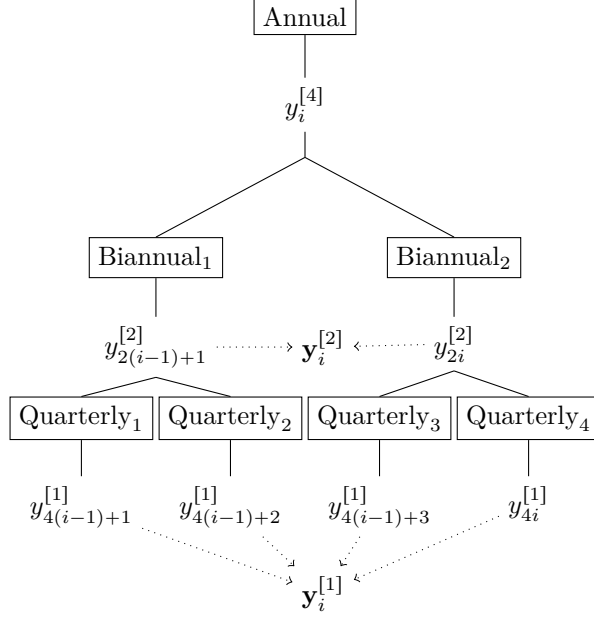 Annual
y_i^{[4]}
Biannual_1 Biannual_2
y_{2(i-1)+1}^{[2]} \mathbf{y}_i^{[2]} y_{2i}^{[2]}
Quarterly_1 Quarterly_2 Quarterly_3 Quarterly_4
y_{4(i-1)+1}^{[1]} y_{4(i-1)+2}^{[1]} y_{4(i-1)+3}^{[1]} y_{4i}^{[1]}
\mathbf{y}_i^{[1]}